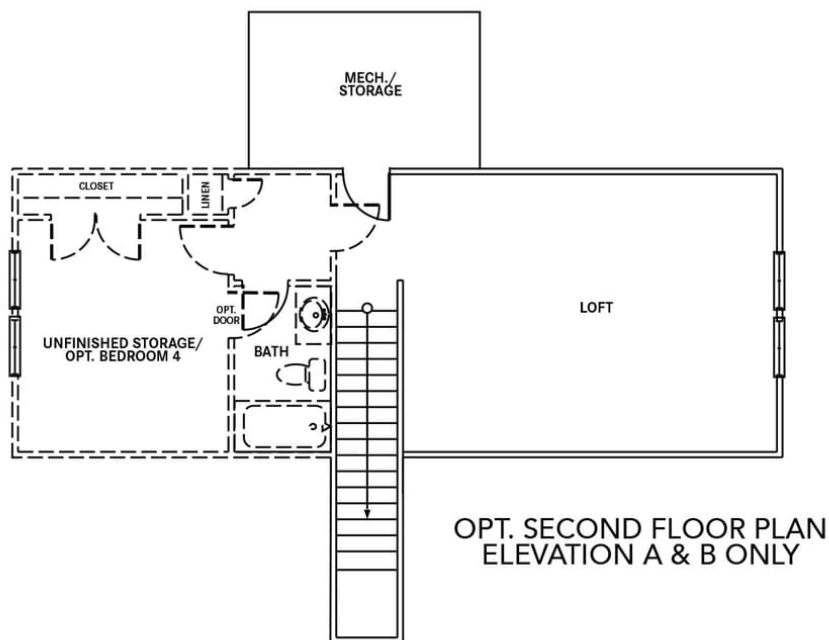 MECH./
STORAGE
CLOSET
LINEN
OPT.
DOOR
LOFT
UNFINISHED STORAGE/
OPT. BEDROOM 4
BATH
OPT. SECOND FLOOR PLAN
ELEVATION A & B ONLY